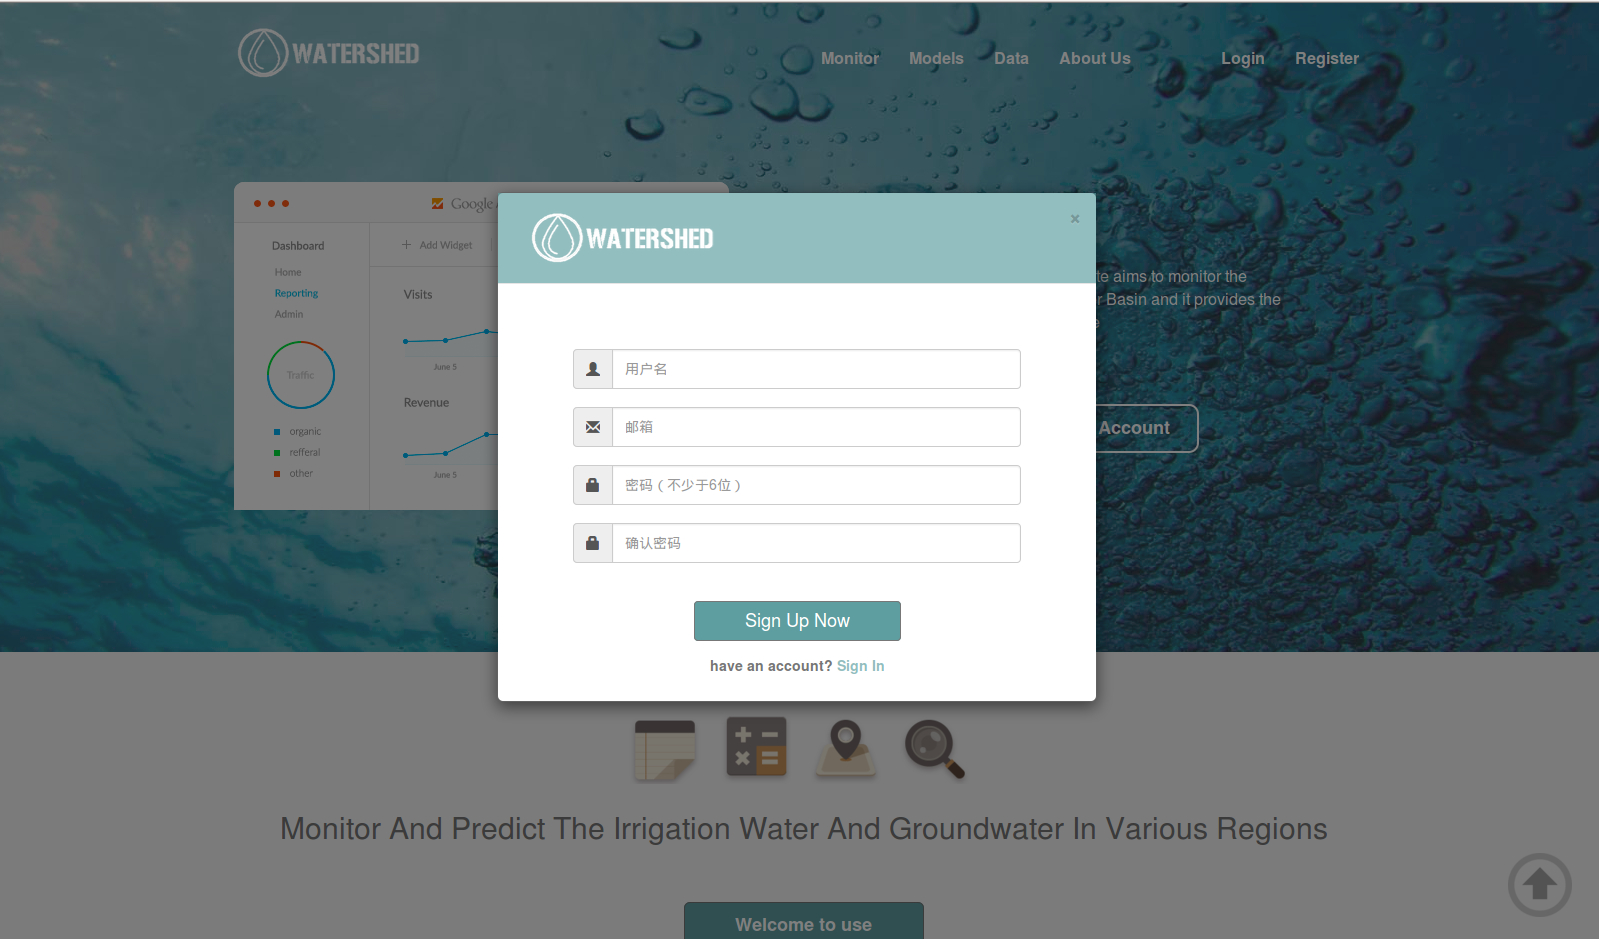 WATERSHED
Monitor Models Data About Us Login Register
Google
Dashboard
Add Widget
Home
Reporting
Admin
Visits
Traffic
June 5
Revenue
organic
refferal
other
June 5
WATERSHED
×
用户名
邮箱
密码（不少于6位）
确认密码
Sign Up Now
have an account? Sign In
aims to monitor the
Basin and it provides the
Account
Monitor And Predict The Irrigation Water And Groundwater In Various Regions
Welcome to use